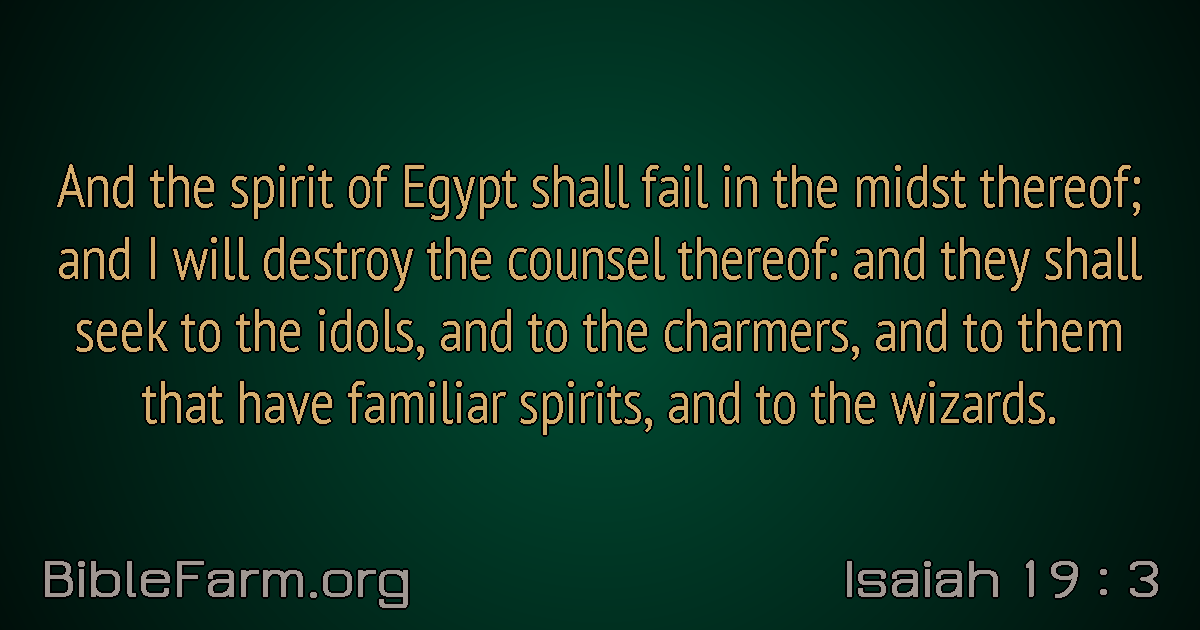 And the spirit of Egypt shall fail in the midst thereof;
and I will destroy the counsel thereof: and they shall
seek to the idols, and to the charmers, and to them
that have familiar spirits, and to the wizards.
BibleFarm.org
Isaiah 19 : 3